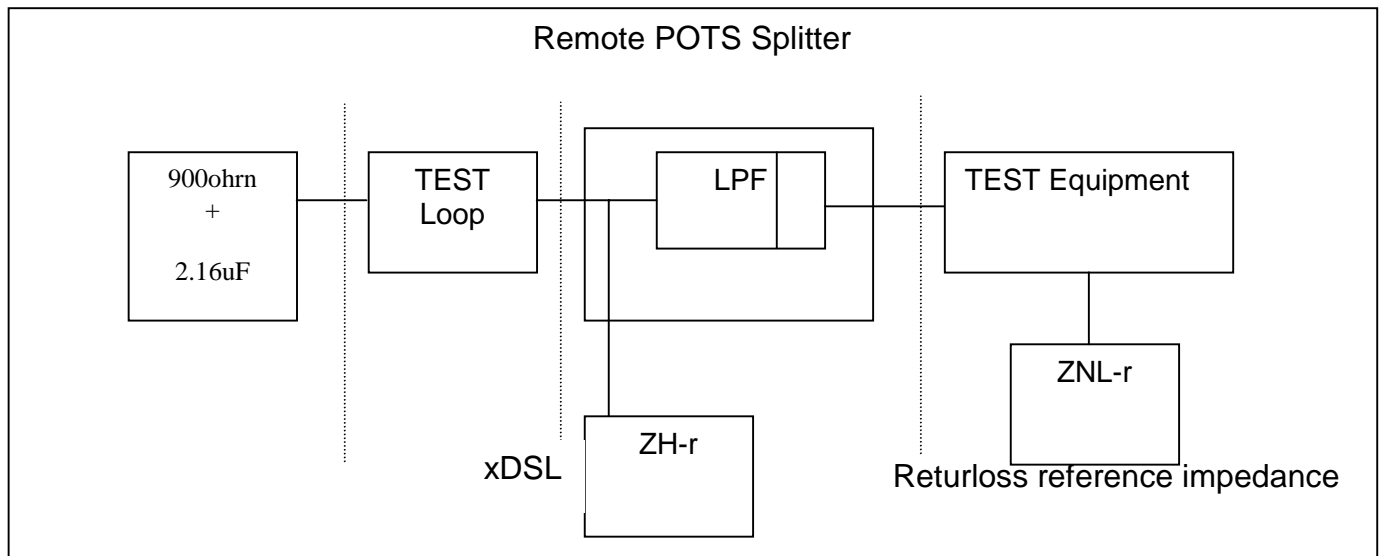 Remote POTS Splitter
900ohrn
+
2.16uF
TEST
Loop
LPF
TEST Equipment
ZNL-r
ZH-r
xDSL
Returloss reference impedance